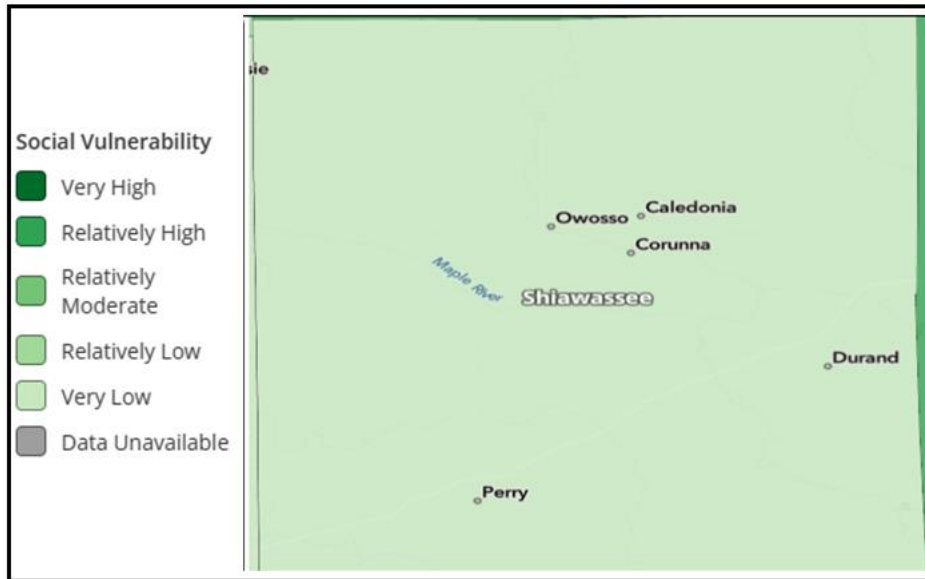 Social Vulnerability
Very High
Relatively High
Relatively
Moderate
Relatively Low
Very Low
Data Unavailable
sie
Owosso
Caledonia
Corunna
Maple River
Shiawassee
Durand
Perry